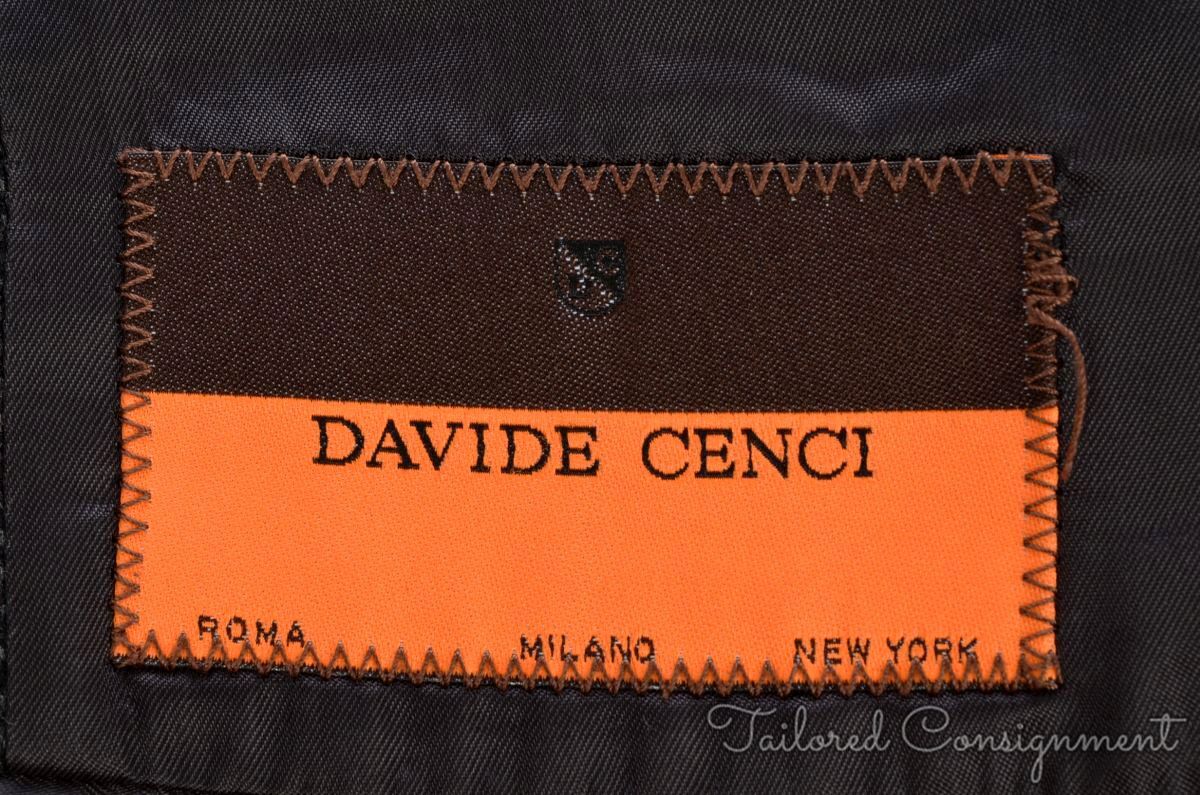 DAVIDE CENCI
ROMA MILANO NEW YORK
Tailored Consignment